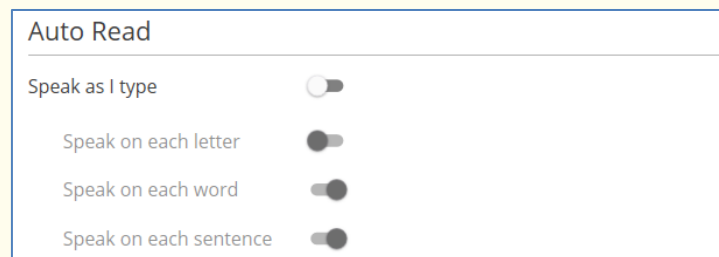 Auto Read
Speak as I type
Speak on each letter
Speak on each word
Speak on each sentence